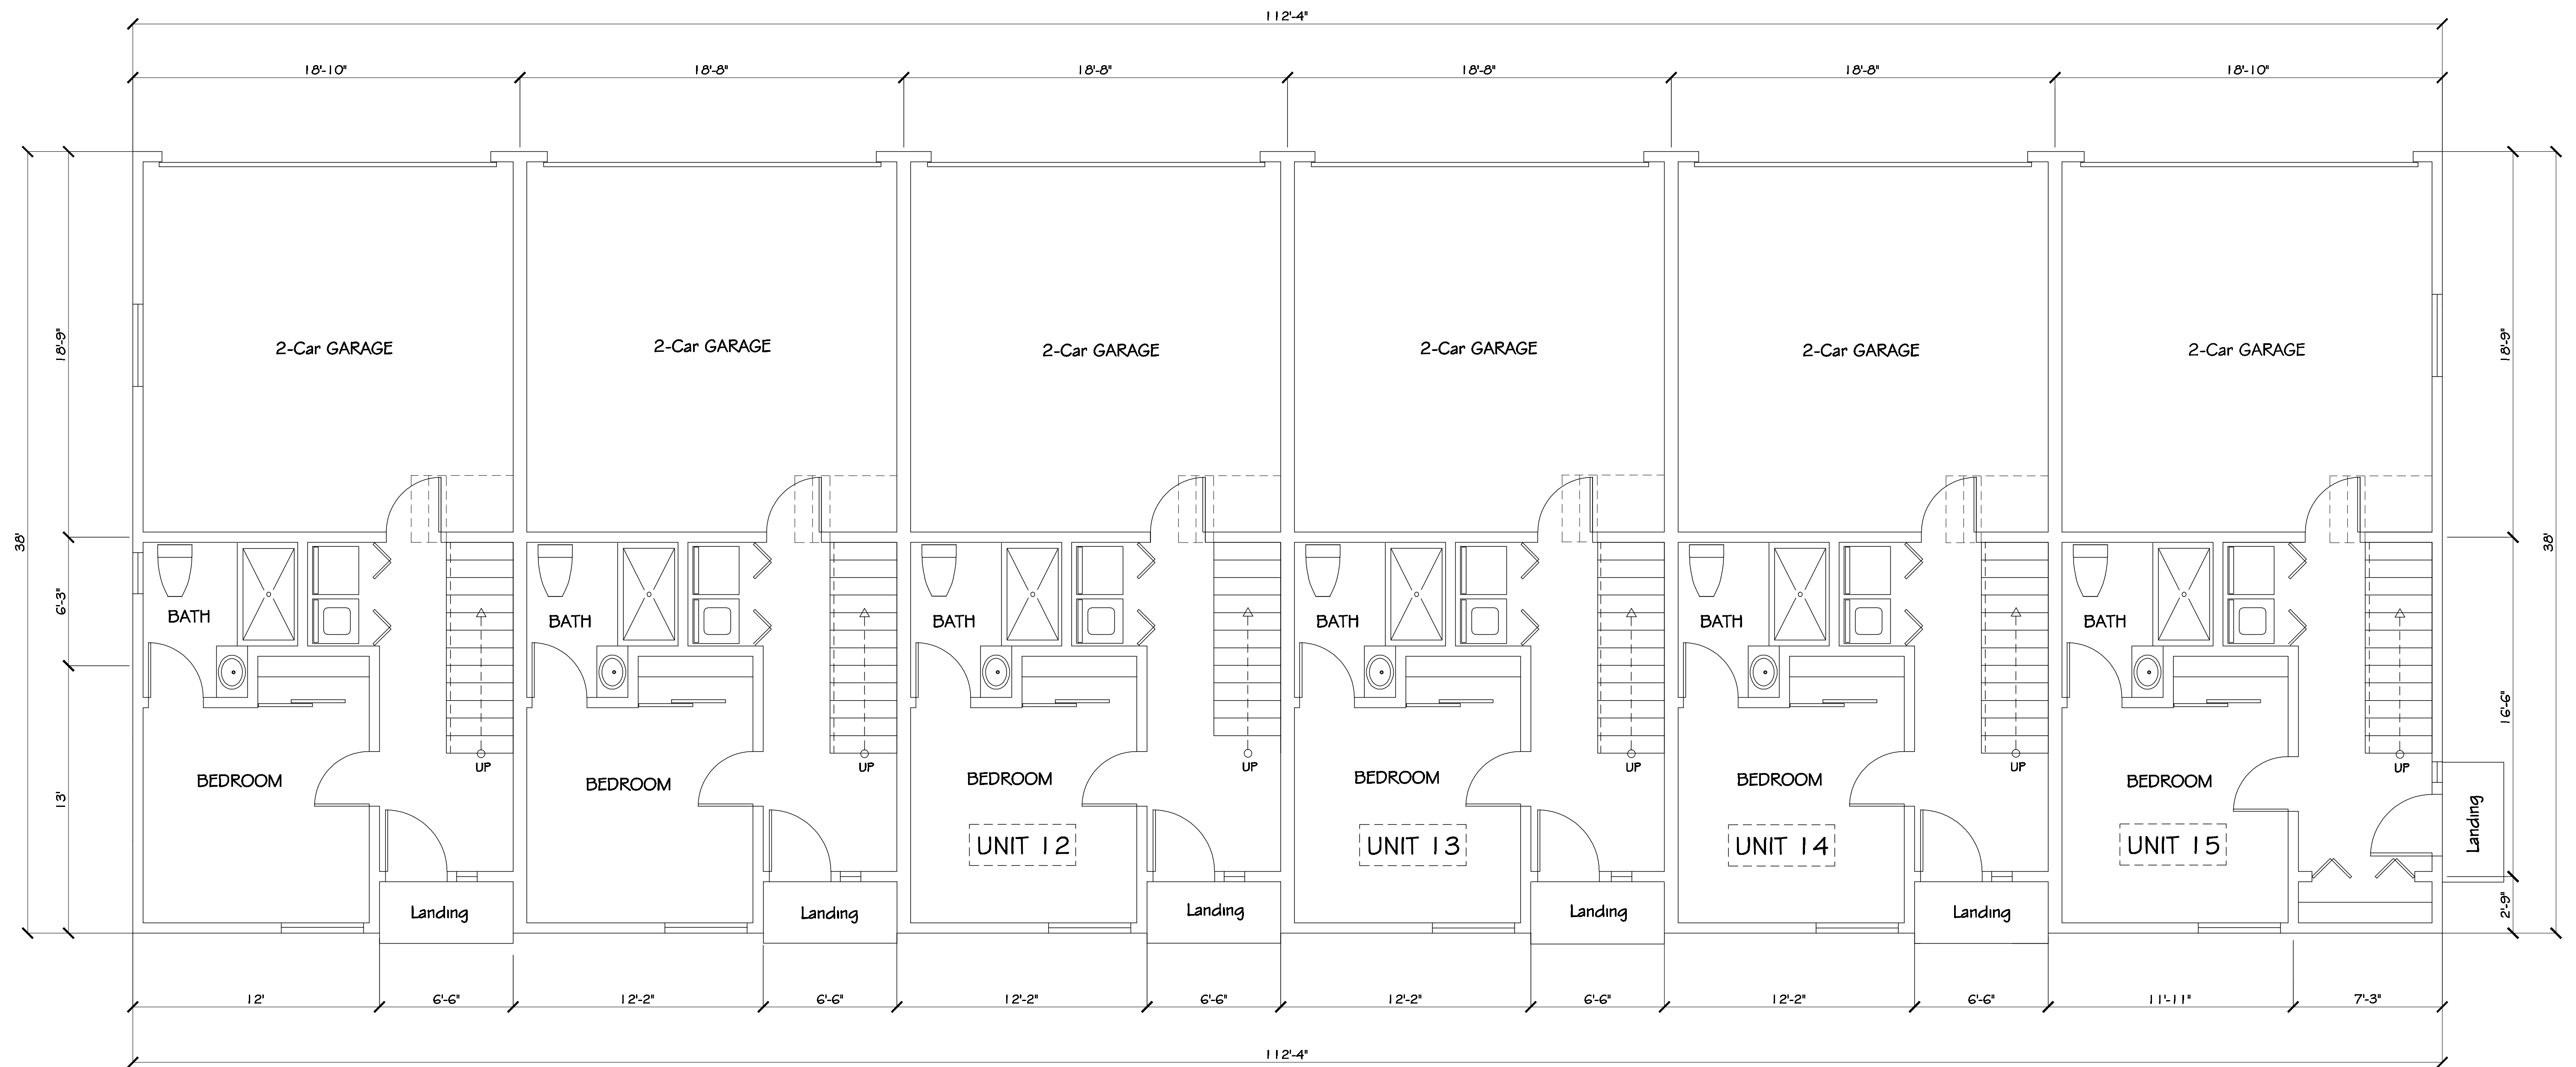 112'-4"
18'-10" 18'-8" 18'-8" 18'-8" 18'-8" 18'-10"
2-Car GARAGE 2-Car GARAGE 2-Car GARAGE 2-Car GARAGE 2-Car GARAGE 2-Car GARAGE
18'-9" 18'-9"
38' 38'
6'-3"
BATH BATH BATH BATH BATH BATH
16'-6"
UP UP UP UP UP UP
BEDROOM BEDROOM BEDROOM BEDROOM BEDROOM BEDROOM
13'
Landing
UNIT 12 UNIT 13 UNIT 14 UNIT 15
2'-9"
Landing Landing Landing Landing Landing
12' 6'-6" 12'-2" 6'-6" 12'-2" 6'-6" 12'-2" 6'-6" 12'-2" 6'-6" 11'-11" 7'-3"
112'-4"